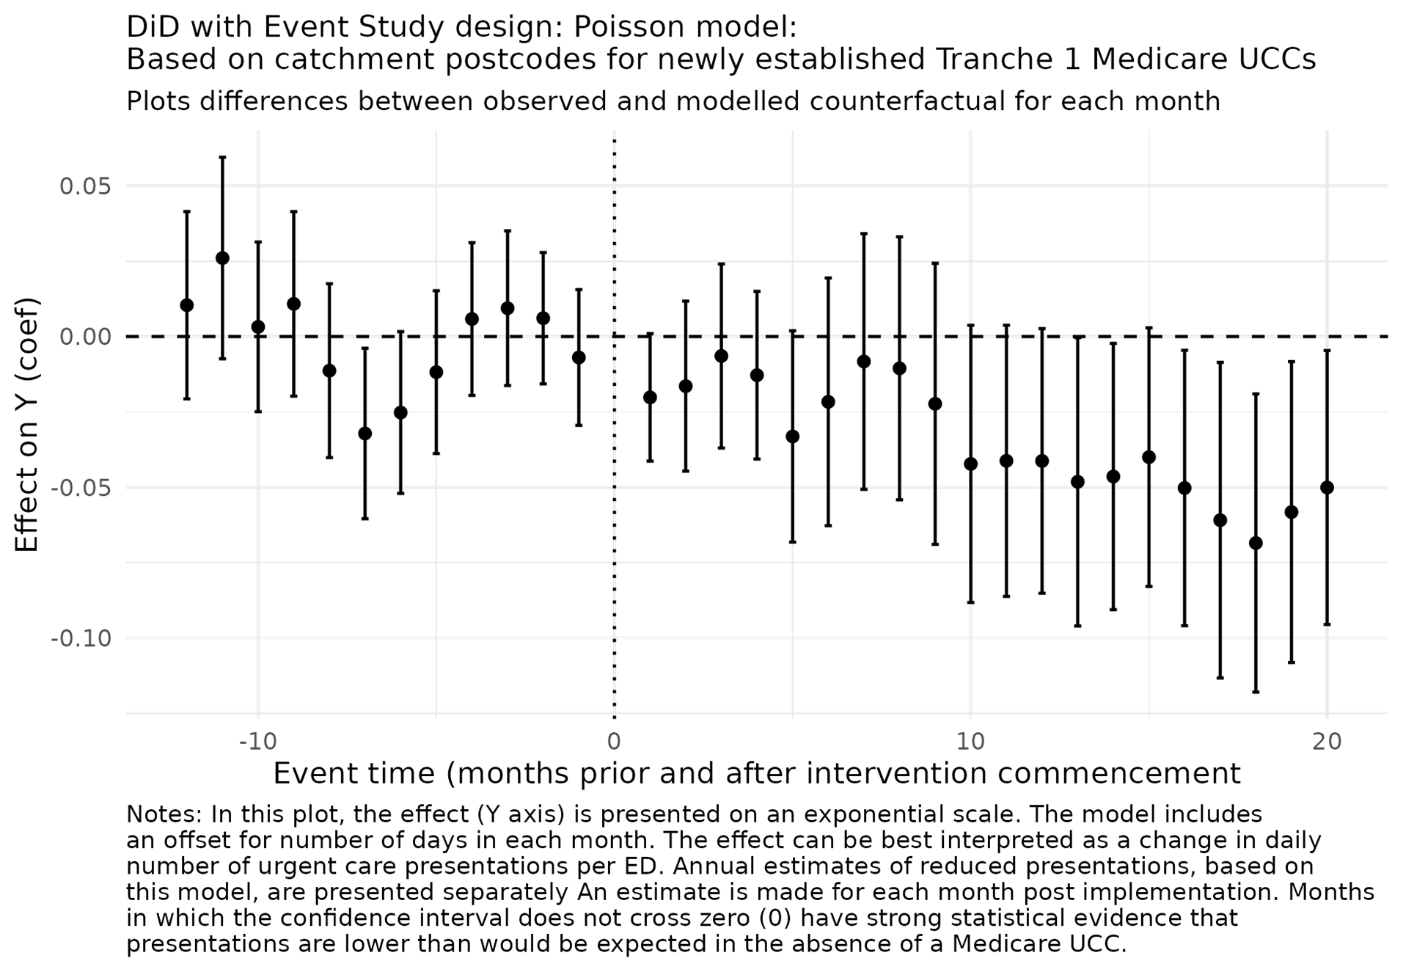 DiD with Event Study design: Poisson model:
Based on catchment postcodes for newly established Tranche 1 Medicare UCCs
Plots differences between observed and modelled counterfactual for each month
Effect on Y (coef)
0.05
0.00
-0.05
-0.10
-10
0
10
20
Event time (months prior and after intervention commencement
Notes: In this plot, the effect (Y axis) is presented on an exponential scale. The model includes
an offset for number of days in each month. The effect can be best interpreted as a change in daily
number of urgent care presentations per ED. Annual estimates of reduced presentations, based on
this model, are presented separately An estimate is made for each month post implementation. Months
in which the confidence interval does not cross zero (0) have strong statistical evidence that
presentations are lower than would be expected in the absence of a Medicare UCC.